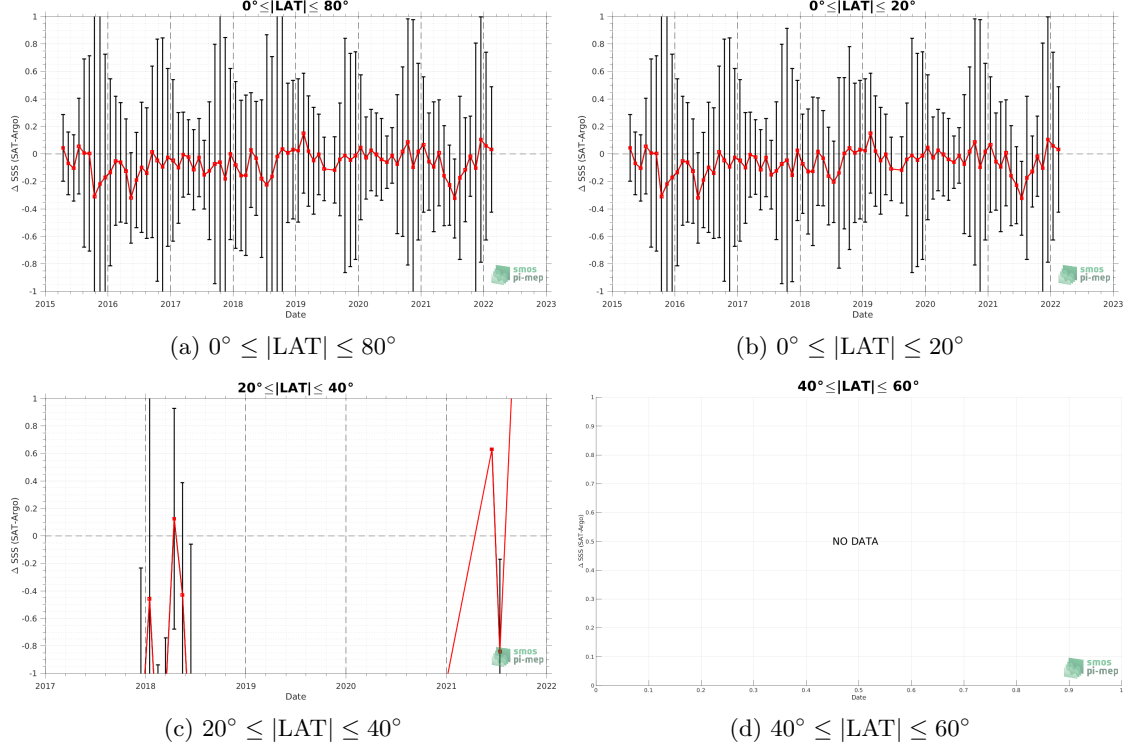 0°≤|LAT|≤ 80°
1
0.8
0.6
0.4
0.2
0
-0.2
-0.4
-0.6
-0.8
-1
Δ SSS (SAT-Argo)
2015 2016 2017 2018 2019 2020 2021 2022 2023
Date
smos
pi-mep
(a) 0° ≤ |LAT| ≤ 80°
0°≤|LAT|≤ 20°
1
0.8
0.6
0.4
0.2
0
-0.2
-0.4
-0.6
-0.8
-1
Δ SSS (SAT-Argo)
2015 2016 2017 2018 2019 2020 2021 2022 2023
Date
smos
pi-mep
(b) 0° ≤ |LAT| ≤ 20°
20°≤|LAT|≤ 40°
1
0.8
0.6
0.4
0.2
0
-0.2
-0.4
-0.6
-0.8
-1
Δ SSS (SAT-Argo)
2017 2018 2019 2020 2021 2022
Date
smos
pi-mep
(c) 20° ≤ |LAT| ≤ 40°
40°≤|LAT|≤ 60°
1
0.9
0.8
0.7
0.6
0.5
0.4
0.3
0.2
0.1
0
Δ SSS (SAT-Argo)
NO DATA
0 0.1 0.2 0.3 0.4 0.5 0.6 0.7 0.8 0.9 1
Date
smos
pi-mep
(d) 40° ≤ |LAT| ≤ 60°